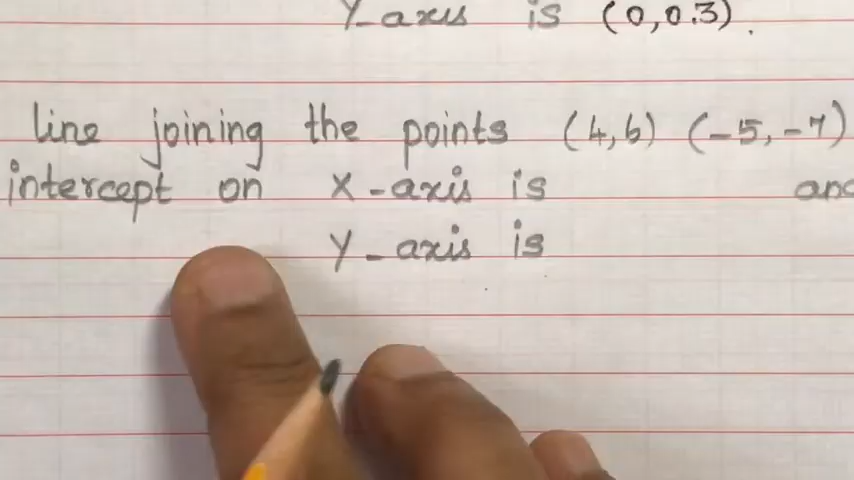 Y-axis is (0,0.3).
line joining the points (4,6) (-5,-7)
intercept on X-axis is and
Y-axis is